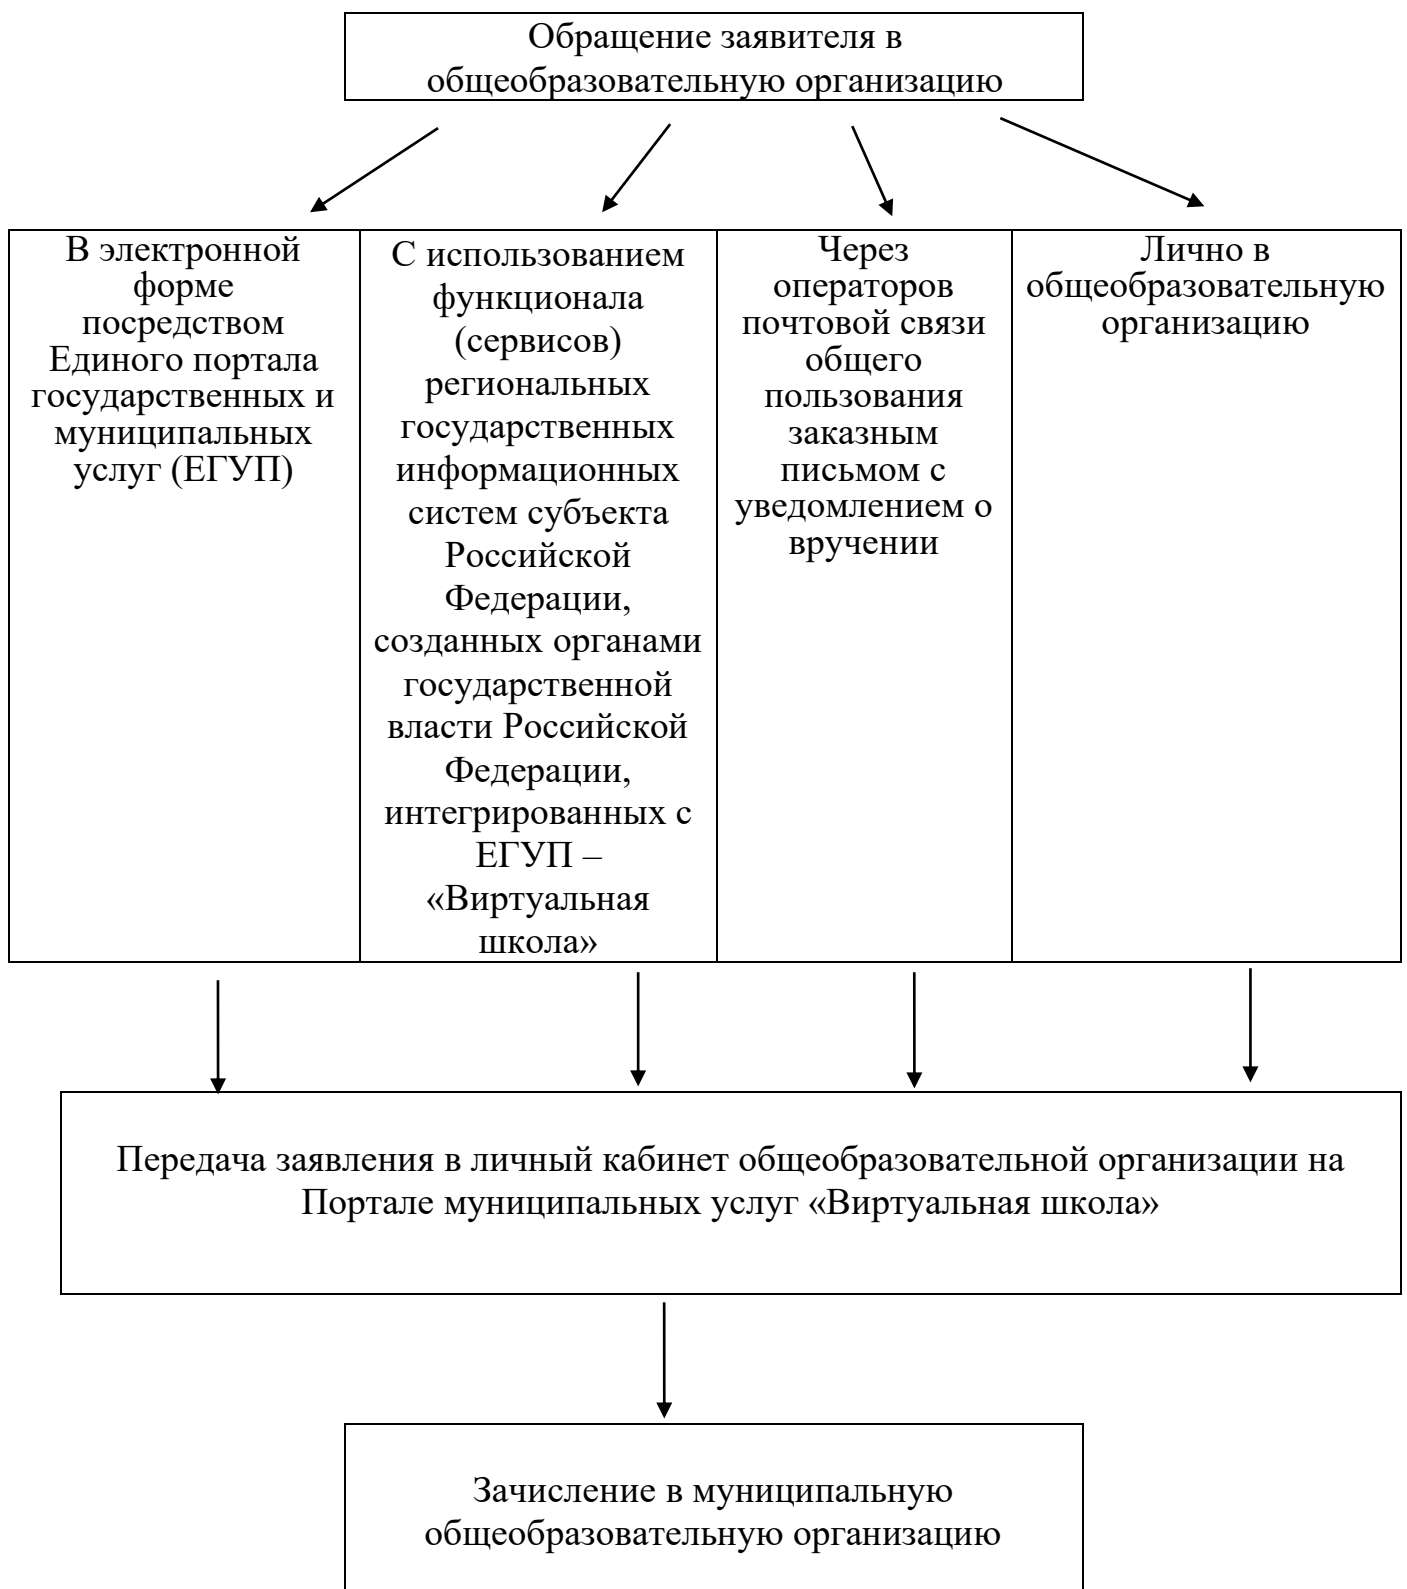 Обращение заявителя в
общеобразовательную организацию
В электронной
форме
посредством
Единого портала
государственных и
муниципальных
услуг (ЕГУП)
С использованием
функционала
(сервисов)
региональных
государственных
информационных
систем субъекта
Российской
Федерации,
созданных органами
государственной
власти Российской
Федерации,
интегрированных с
ЕГУП –
«Виртуальная
школа»
Через
операторов
почтовой связи
общего
пользования
заказным
письмом с
уведомлением о
вручении
Лично в
общеобразовательную
организацию
Передача заявления в личный кабинет общеобразовательной организации на
Портале муниципальных услуг «Виртуальная школа»
Зачисление в муниципальную
общеобразовательную организацию